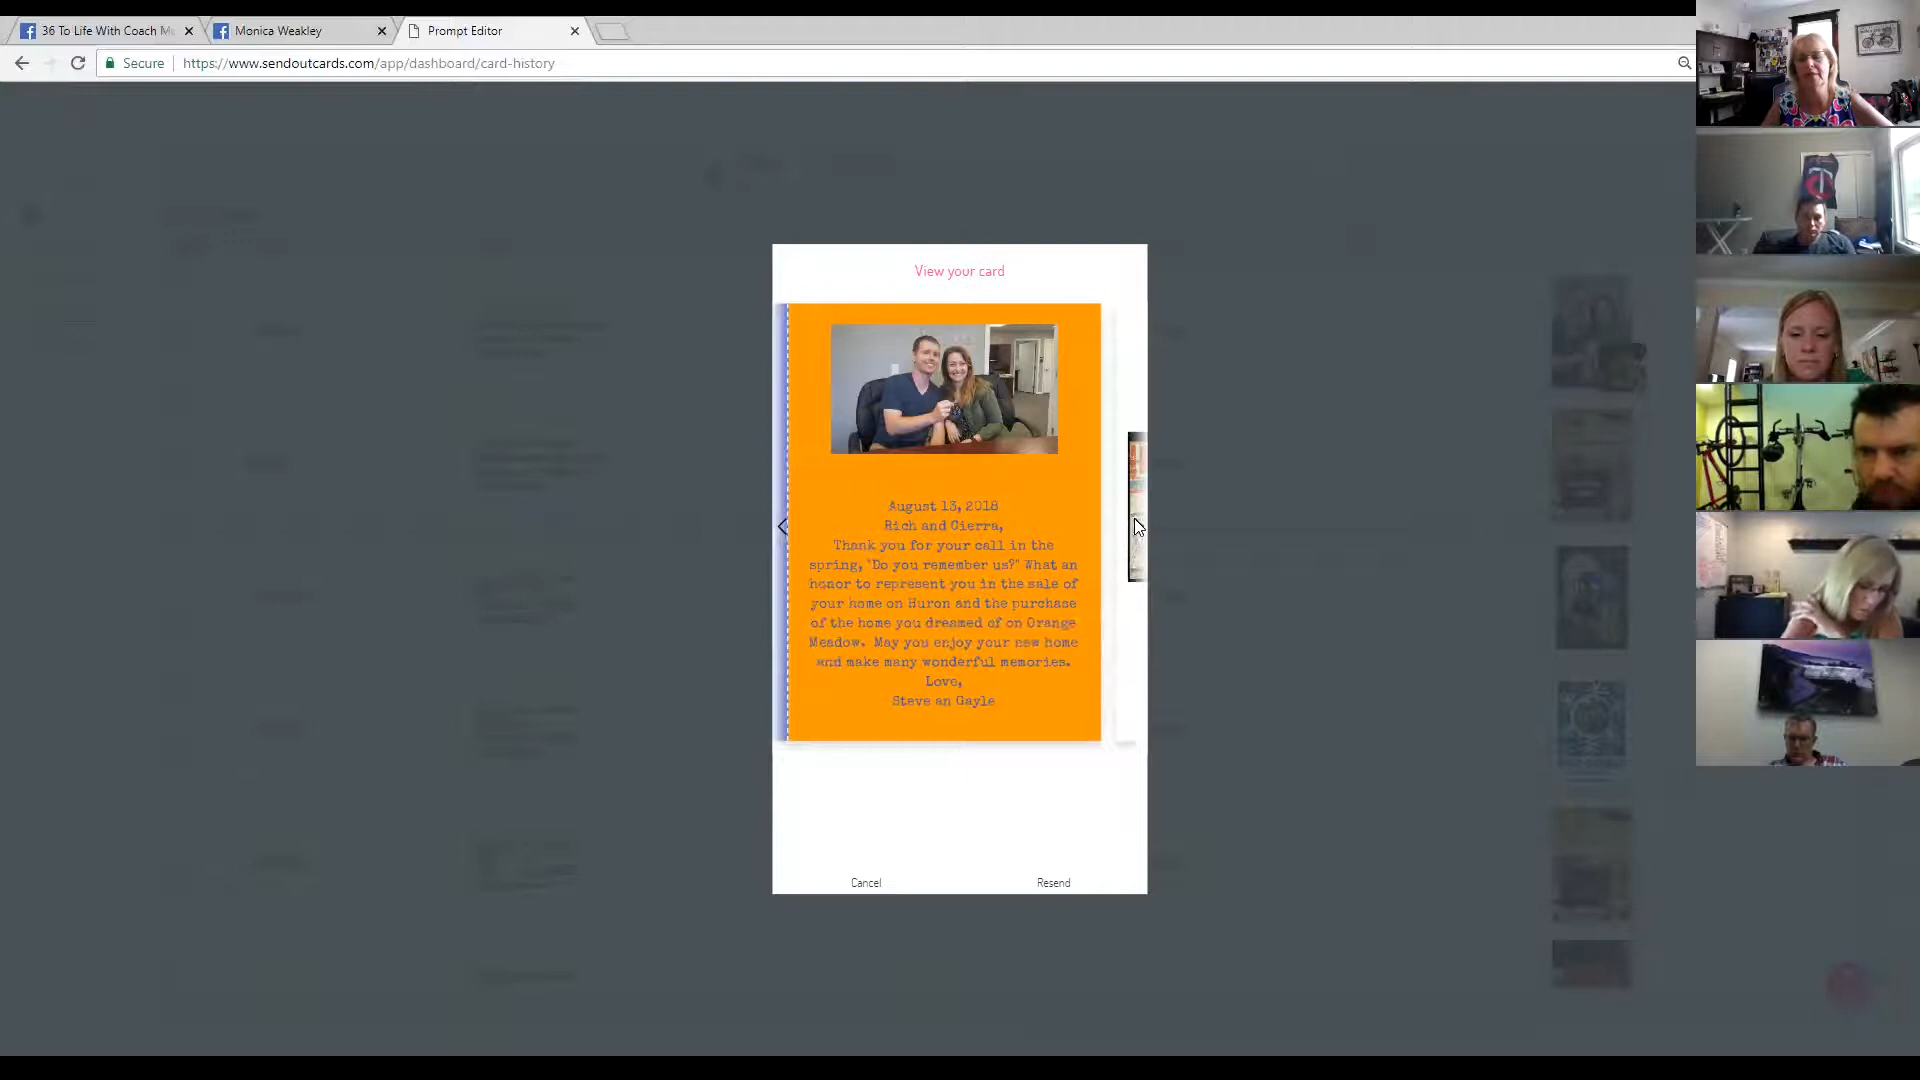 36 To Life With Coach M
Monica Weakley
Prompt Editor
Secure
https://www.sendoutcards.com/app/dashboard/card-history
View your card
August 13, 2018
Rich and Cierra,
Thank you for your call in the
spring, "Do you remember us?" What an
honor to represent you in the sale of
your home on Huron and the purchase
of the home you dreamed of on Orange
Meadow. May you enjoy your new home
and make many wonderful memories.
Love,
Steve an Gayle
Cancel
Resend